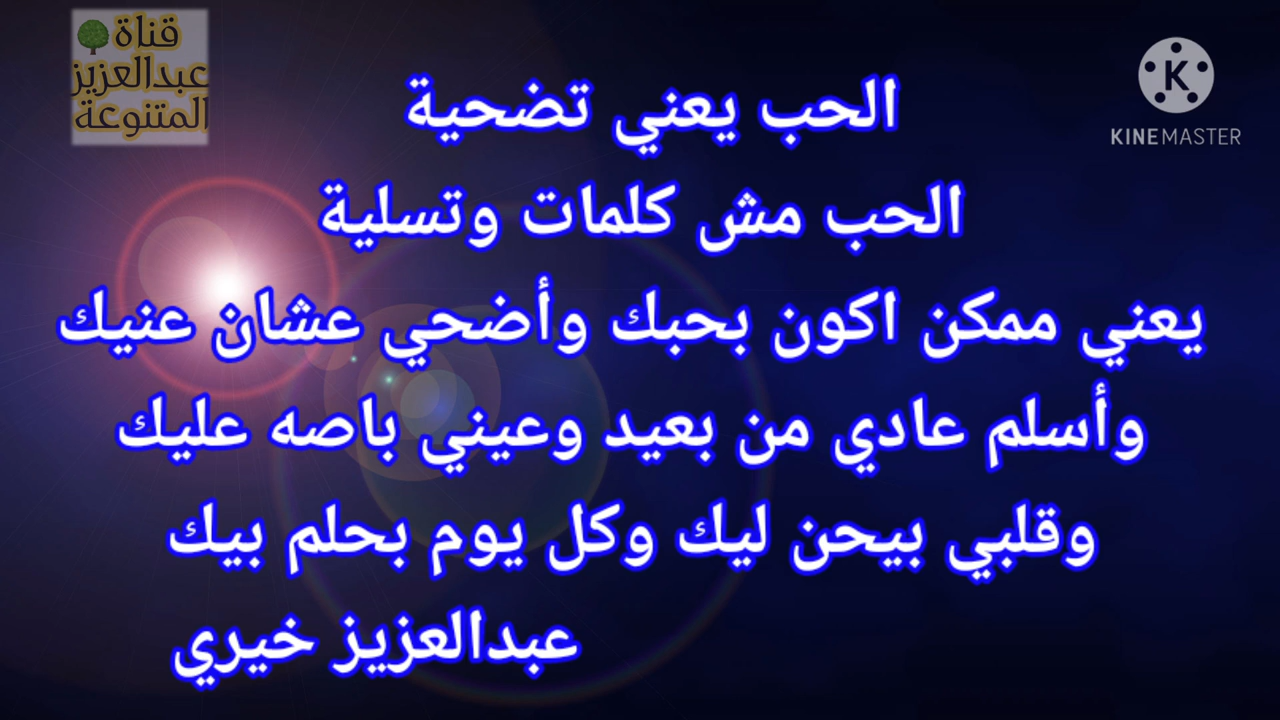 قناة
عبدالعزيز
المتنوعة
K
KINEMASTER
الحب يعني تضحية
الحب مش كلمات وتسلية
يعني ممكن اكون بحبك وأضحي عشان عنيك
وأسلم عادي من بعيد وعيني باصه عليك
وقلبي بيحن ليك وكل يوم بحلم بيك
عبدالعزيز خيري